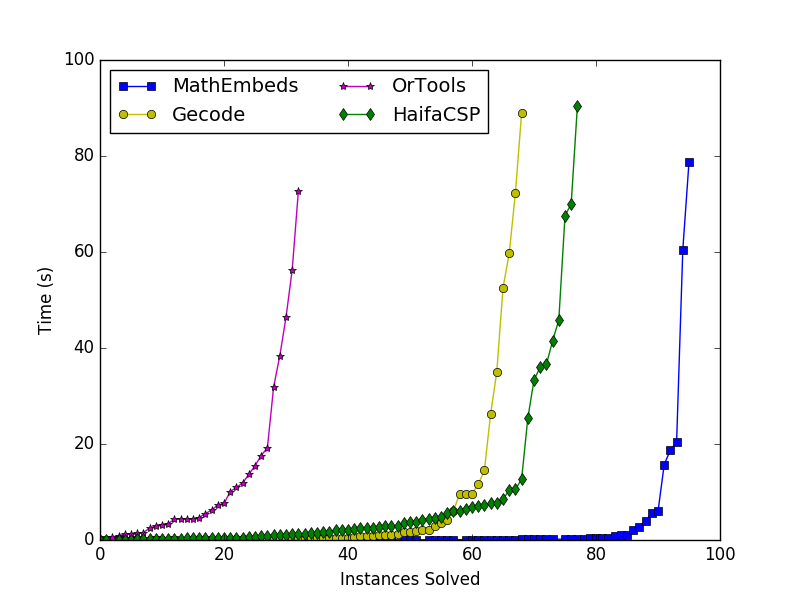 100
MathEmbeds OrTools
Gecode HaifaCSP
80
60
Time (s)
40
20
0
0 20 40 60 80 100
Instances Solved